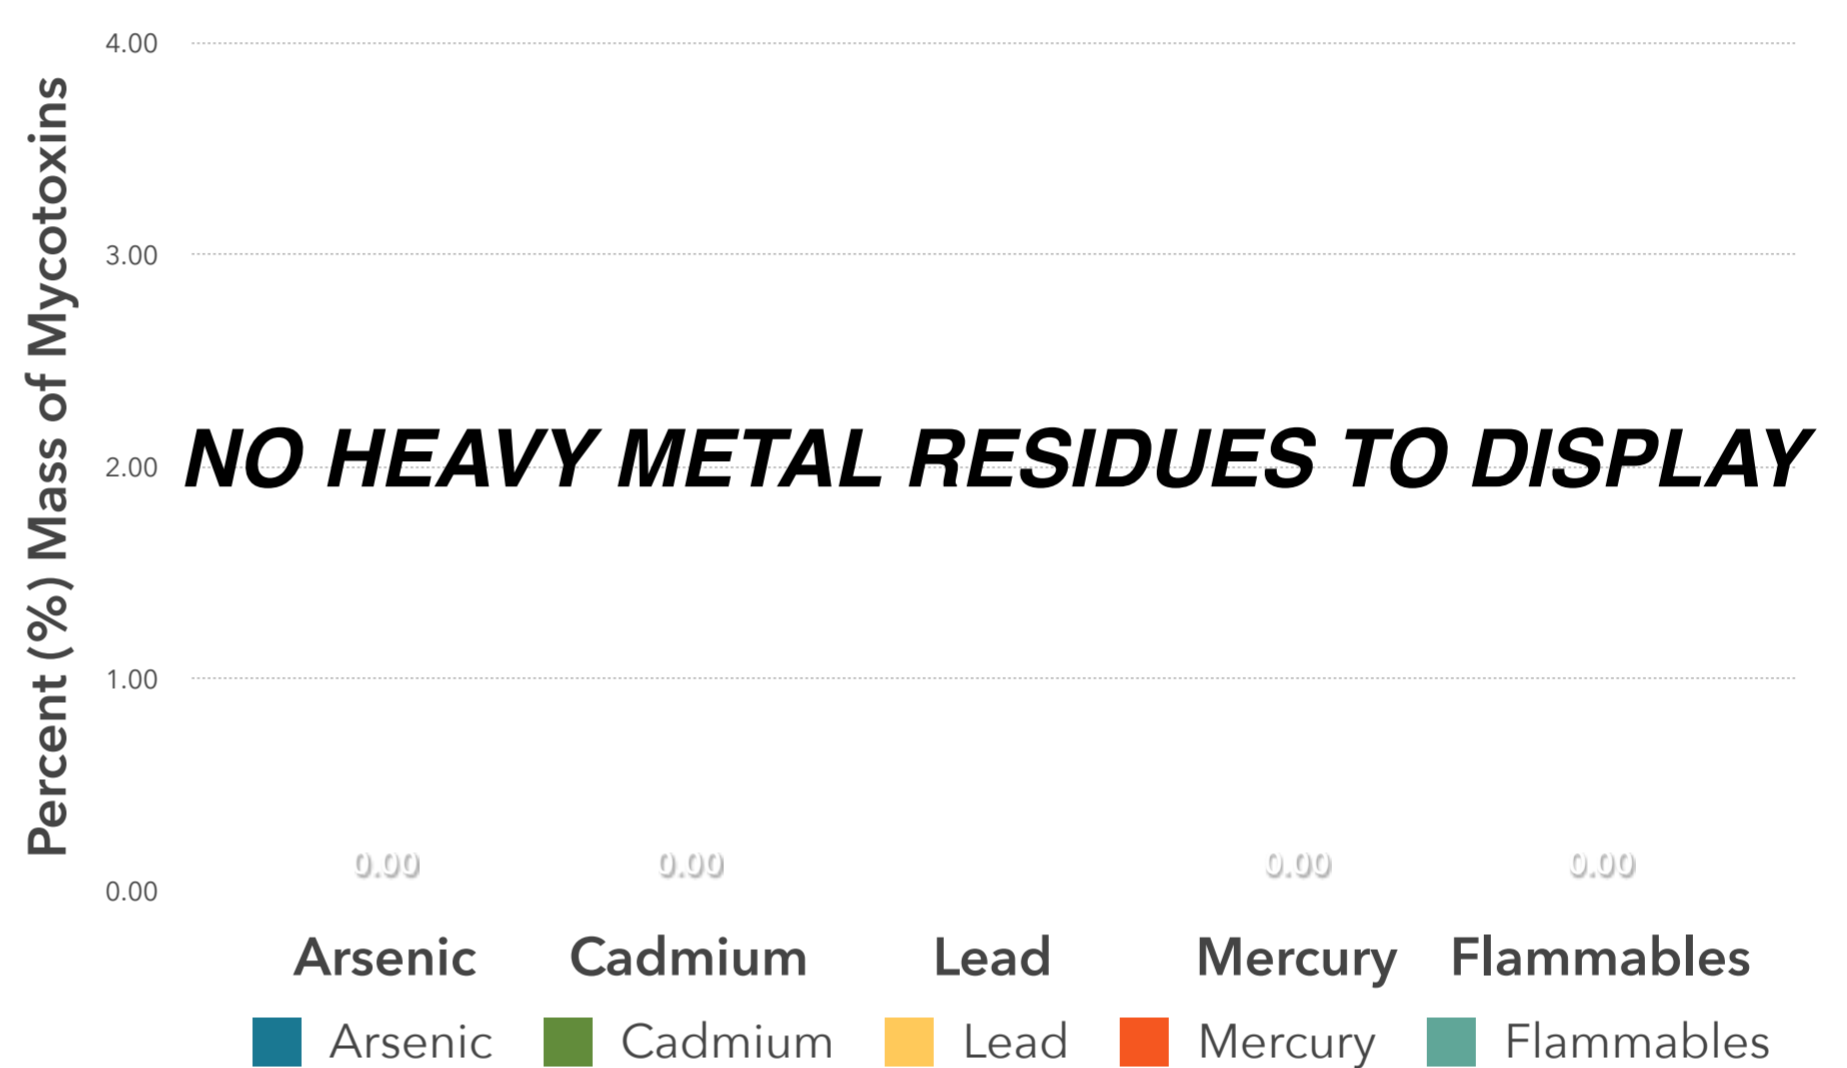 Percent (%) Mass of Mycotoxins
4.00
3.00
2.00
1.00
0.00
NO HEAVY METAL RESIDUES TO DISPLAY
0.00 0.00 0.00 0.00
Arsenic Cadmium Lead Mercury Flammables
Arsenic Cadmium Lead Mercury Flammables